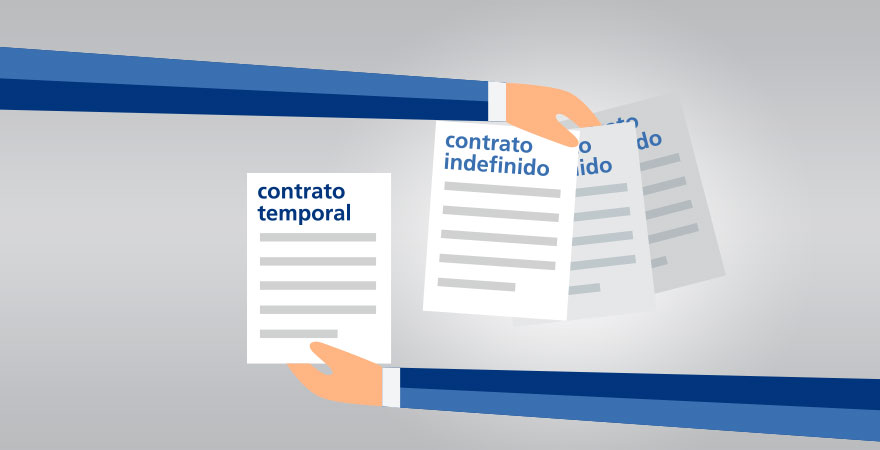 contrato
temporal
contrato
indefinido